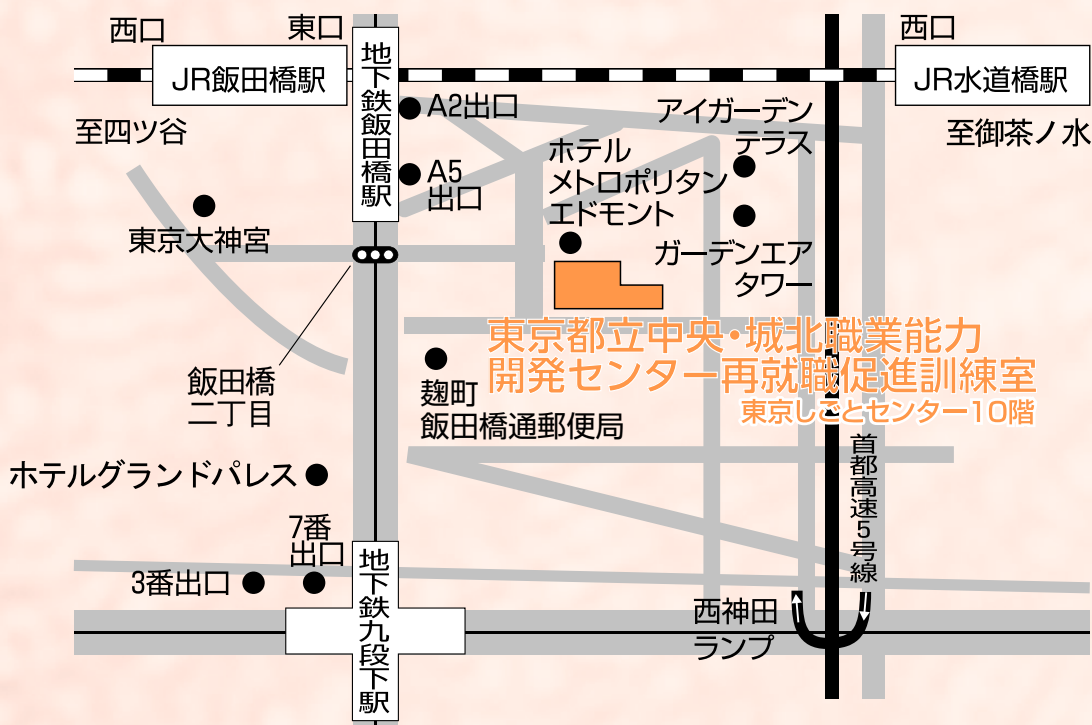 西口
東口
西口
JR飯田橋駅
地下鉄飯田橋駅
JR水道橋駅
至四ツ谷
至御茶ノ水
A2出口
アイガーデン
テラス
A5
出口
ホテル
メトロポリタン
エドモント
東京大神宮
ガーデンエア
タワー
東京都立中央・城北職業能力
開発センター再就職促進訓練室
東京しごとセンター10階
飯田橋
二丁目
麹町
飯田橋通郵便局
首都高速5号線
ホテルグランドパレス
7番
出口
3番出口
地下鉄九段下駅
西神田
ランプ